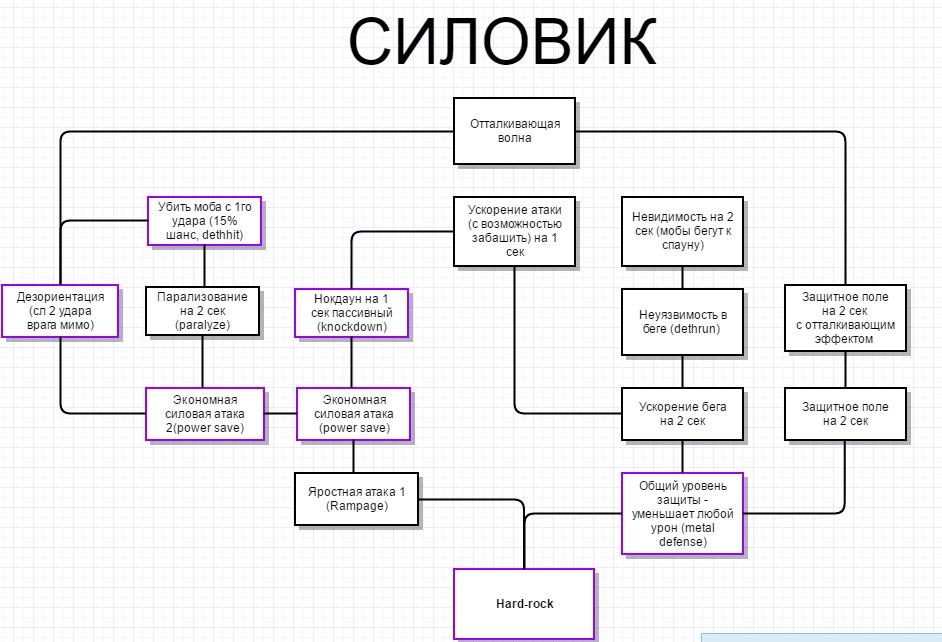 СИЛОВИК
Отталкивающая
волна
Убить моба с 1го
удара (15%
шанс, dethhit)
Ускорение атаки
(с возможностью
забашить) на 1
сек
Невидимость на 2
сек (мобы бегут к
спауну)
Дезориентация
(сл 2 удара
врага мимо)
Парализование
на 2 сек
(paralyze)
Нокдаун на 1
сек пассивный
(knockdown)
Неуязвимость в
беге (dethrun)
Защитное поле
на 2 сек
с отталкивающим
эффектом
Экономная
силовая атака
2(power save)
Экономная
силовая атака
(power save)
Ускорение бега
на 2 сек
Защитное поле
на 2 сек
Яростная атака 1
(Rampage)
Общий уровень
защиты -
уменьшает любой
урон (metal
defense)
Hard-rock